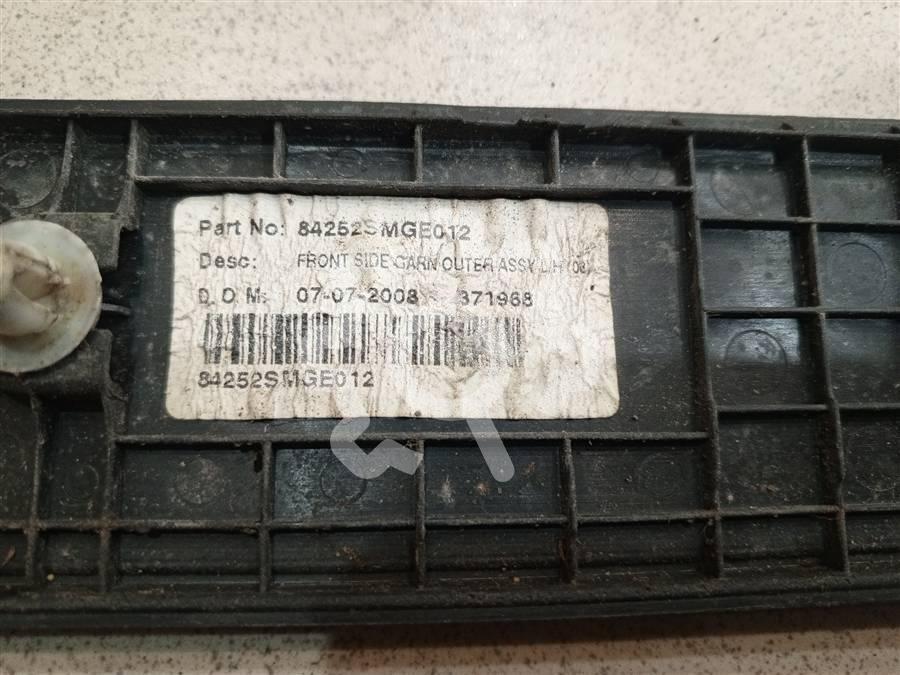 Part No: 84252SMGE012
Desc: FRONT SIDE GARN OUTER ASSY L/H
D.O.M: 07-07-2008 371968
84252SMGE012